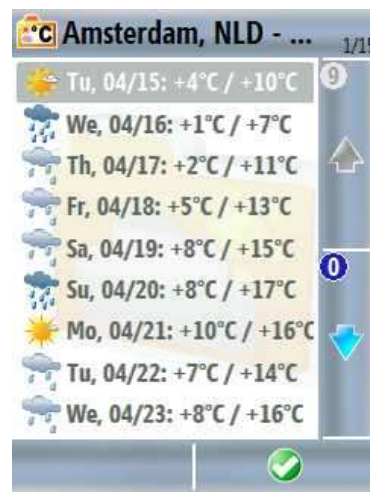 °C Amsterdam, NLD - ... 1/15
Tu, 04/15: +4°C / +10°C
9
We, 04/16: +1°C / +7°C
Th, 04/17: +2°C / +11°C
Fr, 04/18: +5°C / +13°C
Sa, 04/19: +8°C / +15°C
0
Su, 04/20: +8°C / +17°C
Mo, 04/21: +10°C / +16°C
Tu, 04/22: +7°C / +14°C
We, 04/23: +8°C / +16°C